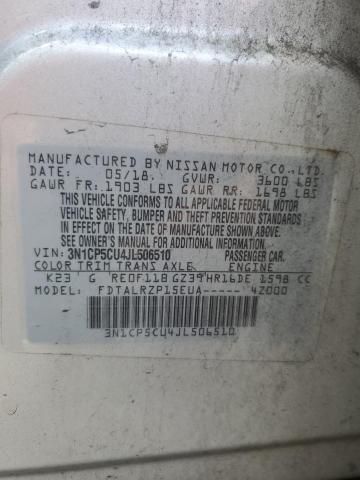 MANUFACTURED BY NISSAN MOTOR CO., LTD.
DATE: 05/18 GVWR: 3600 LBS
GAWR FR: 1903 LBS GAWR RR: 1698 LBS
THIS VEHICLE CONFORMS TO ALL APPLICABLE FEDERAL MOTOR
VEHICLE SAFETY, BUMPER AND THEFT PREVENTION STANDARDS
IN EFFECT ON THE DATE OF MANUFACTURE SHOWN ABOVE.
SEE OWNER'S MANUAL FOR ADDITIONAL INFORMATION.
VIN: 3N1CP5CU4JL506510 PASSENGER CAR.
COLOR TRIM TRANS AXLE ENGINE
K23 G RE0F11B GZ39 HR16DE 1598 CC
MODEL: FDTALRZP15EUA----- 42000
3N1CP5CU4JL506510